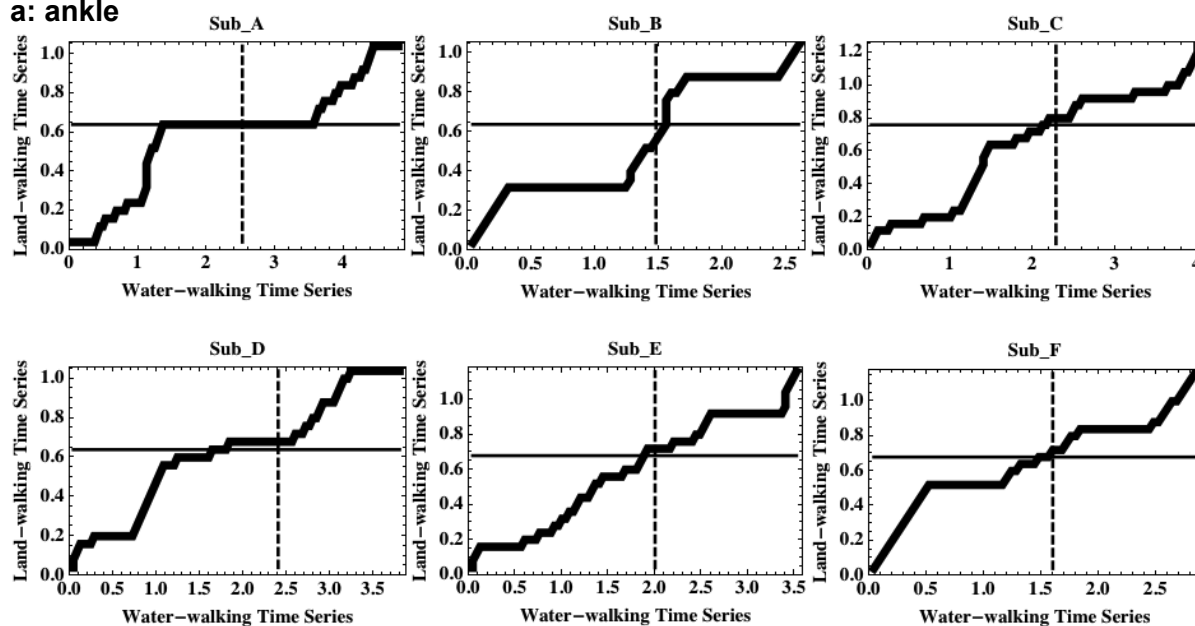 a: ankle
Sub_A
Land−walking Time Series
1.0
0.8
0.6
0.4
0.2
0.0
0 1 2 3 4
Water−walking Time Series
Sub_B
Land−walking Time Series
1.0
0.8
0.6
0.4
0.2
0.0
0.0 0.5 1.0 1.5 2.0 2.5
Water−walking Time Series
Sub_C
Land−walking Time Series
1.2
1.0
0.8
0.6
0.4
0.2
0.0
0 1 2 3 4
Water−walking Time Series
Sub_D
Land−walking Time Series
1.0
0.8
0.6
0.4
0.2
0.0
0.0 0.5 1.0 1.5 2.0 2.5 3.0 3.5
Water−walking Time Series
Sub_E
Land−walking Time Series
1.0
0.8
0.6
0.4
0.2
0.0
0.0 0.5 1.0 1.5 2.0 2.5 3.0 3.5
Water−walking Time Series
Sub_F
Land−walking Time Series
1.0
0.8
0.6
0.4
0.2
0.0
0.0 0.5 1.0 1.5 2.0 2.5
Water−walking Time Series